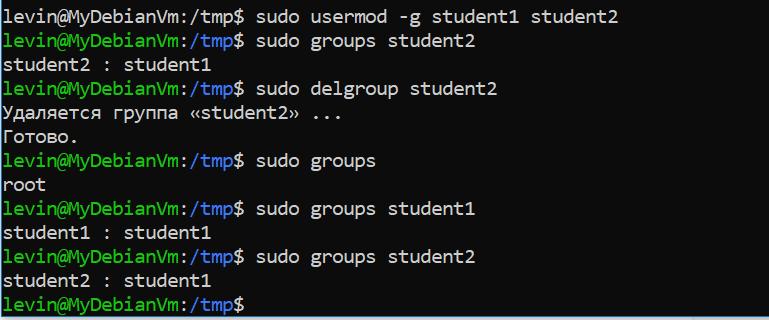 levin@MyDebianVm:/tmp$ sudo usermod -g student1 student2
levin@MyDebianVm:/tmp$ sudo groups student2
student2 : student1
levin@MyDebianVm:/tmp$ sudo delgroup student2
Удаляется группа «student2» ...
Готово.
levin@MyDebianVm:/tmp$ sudo groups
root
levin@MyDebianVm:/tmp$ sudo groups student1
student1 : student1
levin@MyDebianVm:/tmp$ sudo groups student2
student2 : student1
levin@MyDebianVm:/tmp$